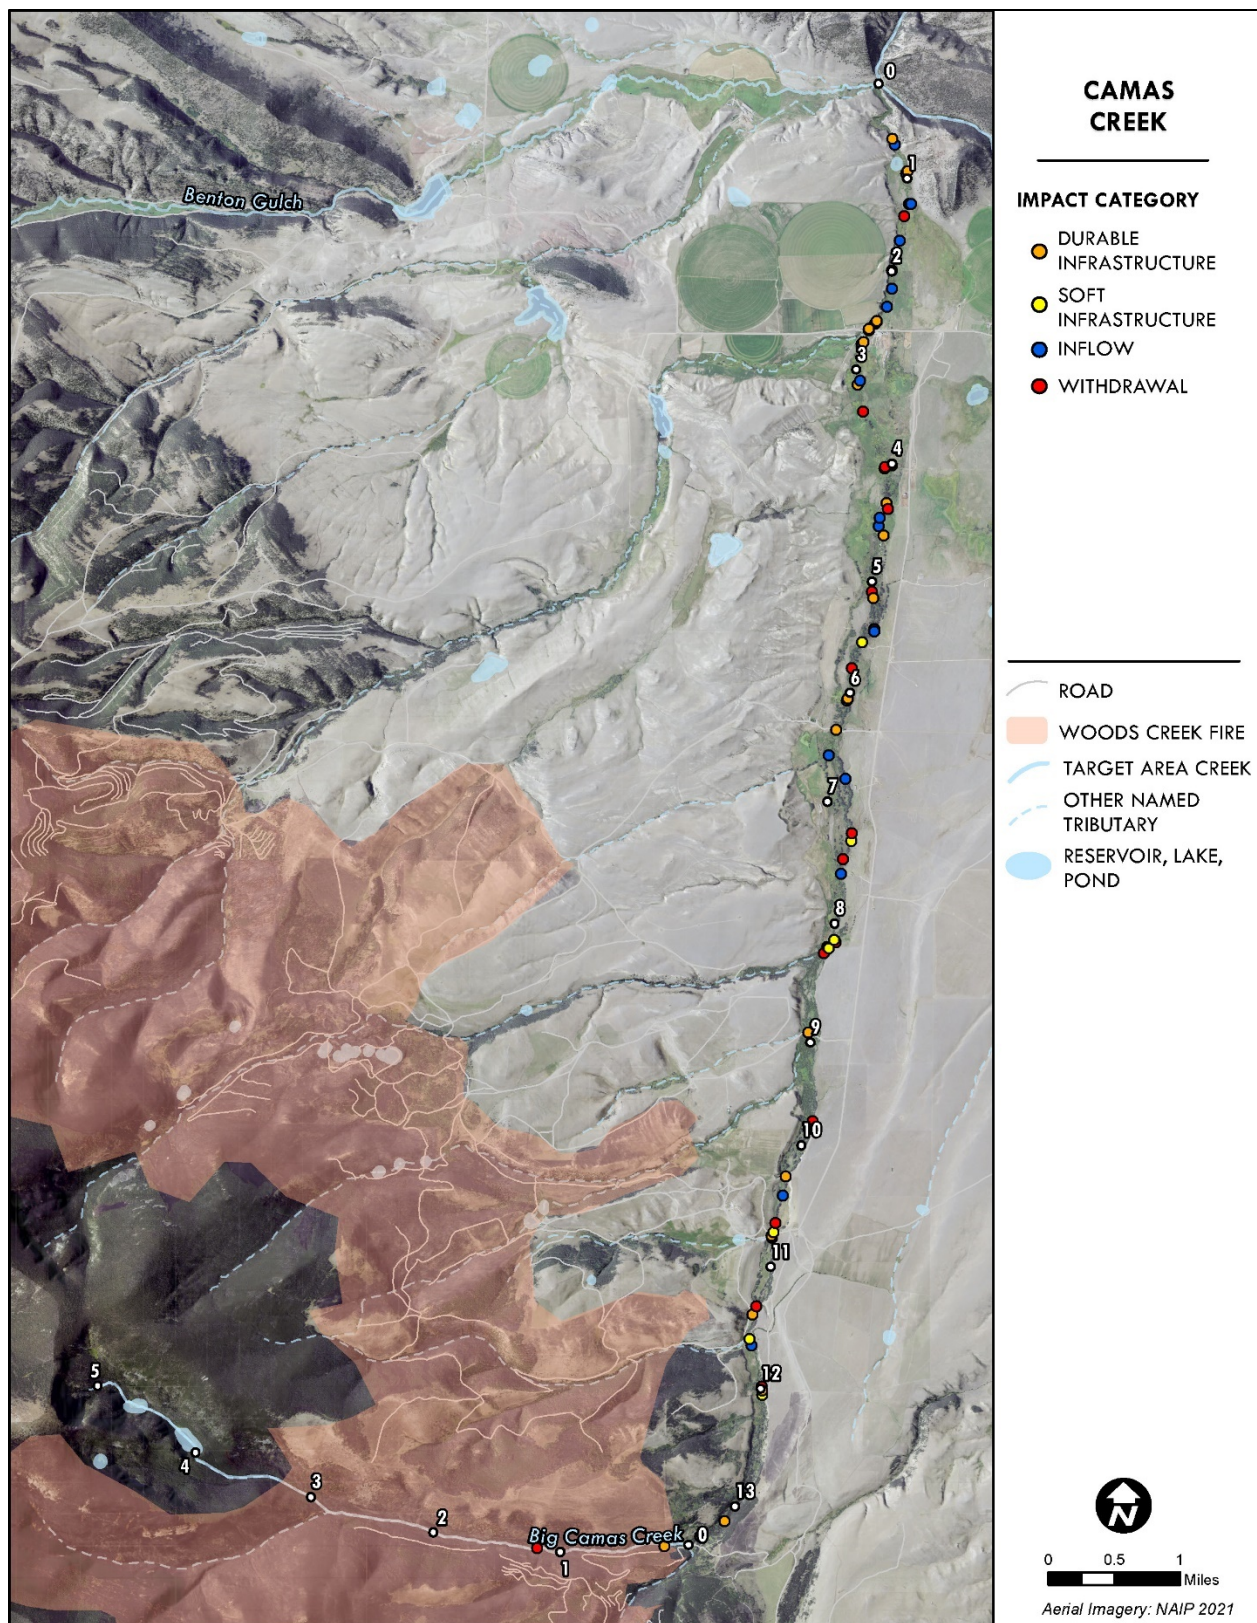 0
1
Benton Gulch
2
3
4
5
6
7
8
9
10
11
12
5
4
3
13
2
Big Camas Creek
0
1
CAMAS
CREEK
IMPACT CATEGORY
DURABLE
INFRASTRUCTURE
SOFT
INFRASTRUCTURE
INFLOW
WITHDRAWAL
ROAD
WOODS CREEK FIRE
TARGET AREA CREEK
OTHER NAMED
TRIBUTARY
RESERVOIR, LAKE,
POND
N
0 0.5 1
Miles
Aerial Imagery: NAIP 2021